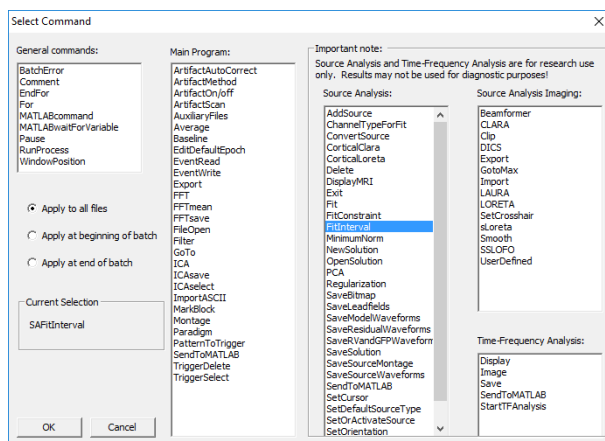 Select Command
General commands:
BatchError
Comment
EndFor
For
MATLABcommand
MATLABwaitForVariable
Pause
RunProcess
WindowPosition
Apply to all files
Apply at beginning of batch
Apply at end of batch
Current Selection
SAFitInterval
OK
Cancel
Main Program:
ArtifactAutoCorrect
ArtifactMethod
ArtifactOn/off
ArtifactScan
AuxiliaryFiles
Average
Baseline
EditDefaultEpoch
EventRead
EventWrite
Export
FFT
FFTmean
FFTsave
FileOpen
Filter
GoTo
ICA
ICAsave
ICAselect
ImportASCII
MarkBlock
Montage
Paradigm
PatternToTrigger
SendToMATLAB
TriggerDelete
TriggerSelect
Important note:
Source Analysis and Time-Frequency Analysis are for research use
only. Results may not be used for diagnostic purposes!
Source Analysis:
AddSource
ChannelTypeForFit
ConvertSource
CorticalClara
CorticalLoreta
Delete
DisplayMRI
Exit
Fit
FitConstraint
FitInterval
MinimumNorm
NewSolution
OpenSolution
PCA
Regularization
SaveBitmap
SaveLeadfields
SaveModelWaveforms
SaveResidualWaveforms
SaveRVandGFPWaveform
SaveSolution
SaveSourceMontage
SaveSourceWaveforms
SendToMATLAB
SetCursor
SetDefaultSourceType
SetOrActivateSource
SetOrientation
Source Analysis Imaging:
Beamformer
CLARA
Clip
DICS
Export
GotoMax
Import
LAURA
LORETA
SetCrosshair
sLoreta
Smooth
SSLOFO
UserDefined
Time-Frequency Analysis:
Display
Image
Save
SendToMATLAB
StartTFAnalysis